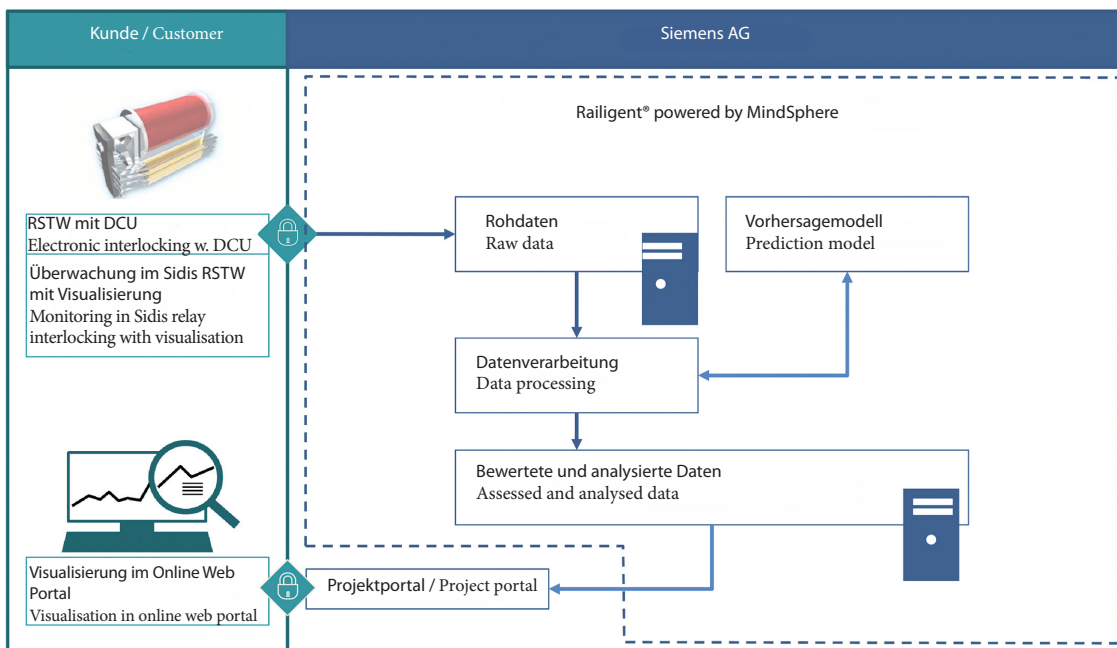 Kunde / Customer
Siemens AG
Railigent® powered by MindSphere
RSTW mit DCU
Electronic interlocking w. DCU
Überwachung im Sidis RSTW
mit Visualisierung
Monitoring in Sidis relay
interlocking with visualisation
Rohdaten
Raw data
Vorhersagemodell
Prediction model
Datenverarbeitung
Data processing
Bewertete und analysierte Daten
Assessed and analysed data
Visualisierung im Online Web
Portal
Visualisation in online web portal
Projektportal / Project portal